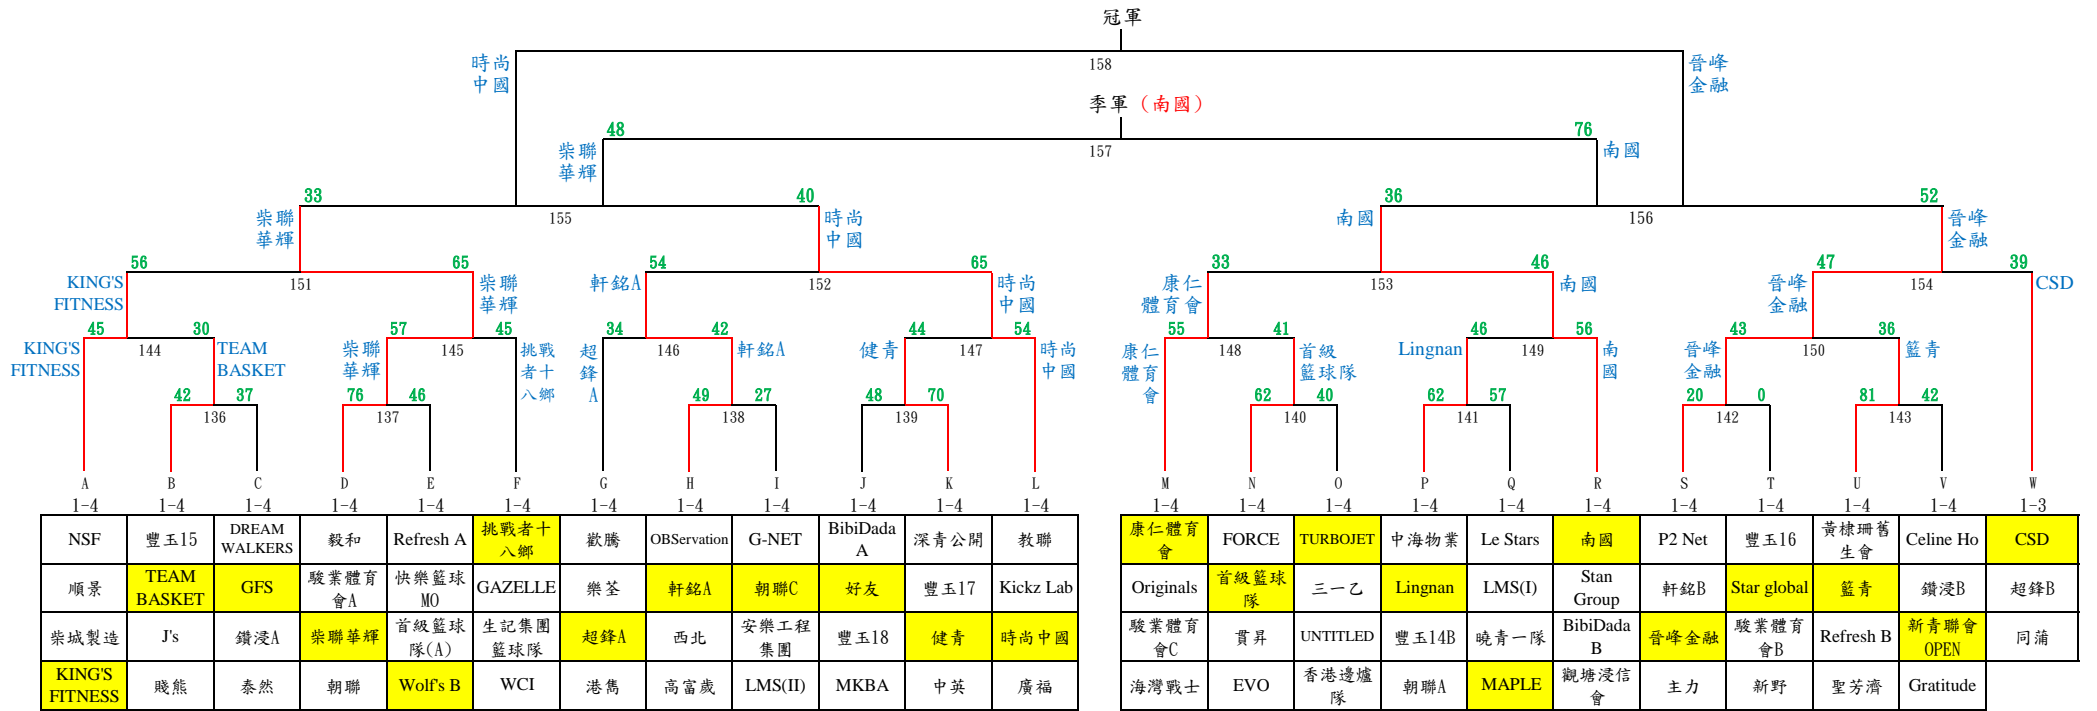 冠軍
時尚
中國
158
晉峰
金融
季軍 (南國)
48
76
柴聯
華輝
157
南國
33
40
36
52
柴聯
華輝
155
時尚
中國
南國
156
晉峰
金融
56
65
54
65
33
46
47
39
KING'S
FITNESS
151
柴聯
華輝
軒銘A
152
時尚
中國
康仁
體育會
153
南國
晉峰
金融
154
CSD
45
30
57
45
34
42
44
54
55
41
46
56
43
36
KING'S
FITNESS
144
TEAM
BASKET
柴聯
華輝
145
挑戰
者十
八鄉
超
鋒
A
146
軒銘A
健青
147
時尚
中國
康仁
體育
會
148
首級
籃球隊
Lingnan
149
南
國
晉峰
金融
150
籃青
42
37
76
46
49
27
48
70
62
40
62
57
20
0
81
42
136
137
138
139
140
141
142
143
A B C D E F G H I J K L M N O P Q R S T U V W
1-4 1-4 1-4 1-4 1-4 1-4 1-4 1-4 1-4 1-4 1-4 1-4 1-4 1-4 1-4 1-4 1-4 1-4 1-4 1-4 1-4 1-4 1-3
NSF
豐玉15
DREAM
WALKERS
毅和
Refresh A
挑戰者十
八鄉
歡騰
OBServation
G-NET
BibiDada
A
深青公開
教聯
康仁體育
會
FORCE
TURBOJET
中海物業
Le Stars
南國
P2 Net
豐玉16
黃棣珊舊
生會
Celine Ho
CSD
順景
TEAM
BASKET
GFS
駿業體育
會A
快樂籃球
MO
GAZELLE
樂荃
軒銘A
朝聯C
好友
豐玉17
Kickz Lab
Originals
首級籃球
隊
三一乙
Lingnan
LMS(I)
Stan
Group
軒銘B
Star global
籃青
鑽浸B
超鋒B
柴城製造
J's
鑽浸A
柴聯華輝
首級籃球
隊(A)
生記集團
籃球隊
超鋒A
西北
安樂工程
集團
豐玉18
健青
時尚中國
駿業體育
會C
貫昇
UNTITLED
豐玉14B
曉青一隊
BibiDada
B
晉峰金融
駿業體育
會B
Refresh B
新青聯會
OPEN
同蒲
KING'S
FITNESS
賤熊
泰然
朝聯
Wolf's B
WCI
港雋
高富歲
LMS(II)
MKBA
中英
廣福
海灣戰士
EVO
香港邊爐
隊
朝聯A
MAPLE
觀塘浸信
會
主力
新野
聖芳濟
Gratitude